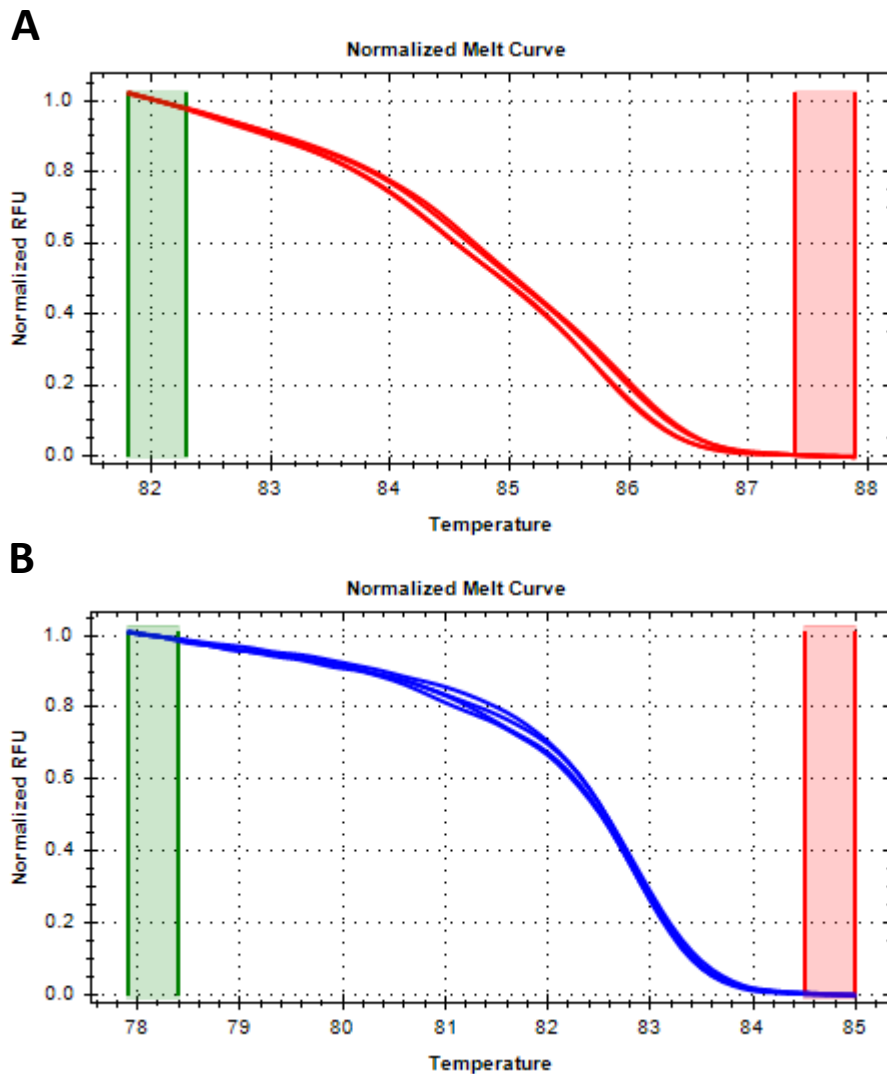 A
Normalized Melt Curve
1.0
0.8
0.6
0.4
0.2
0.0
Normalized RFU
82 83 84 85 86 87 88
Temperature
B
Normalized Melt Curve
1.0
0.8
0.6
0.4
0.2
0.0
Normalized RFU
78 79 80 81 82 83 84 85
Temperature